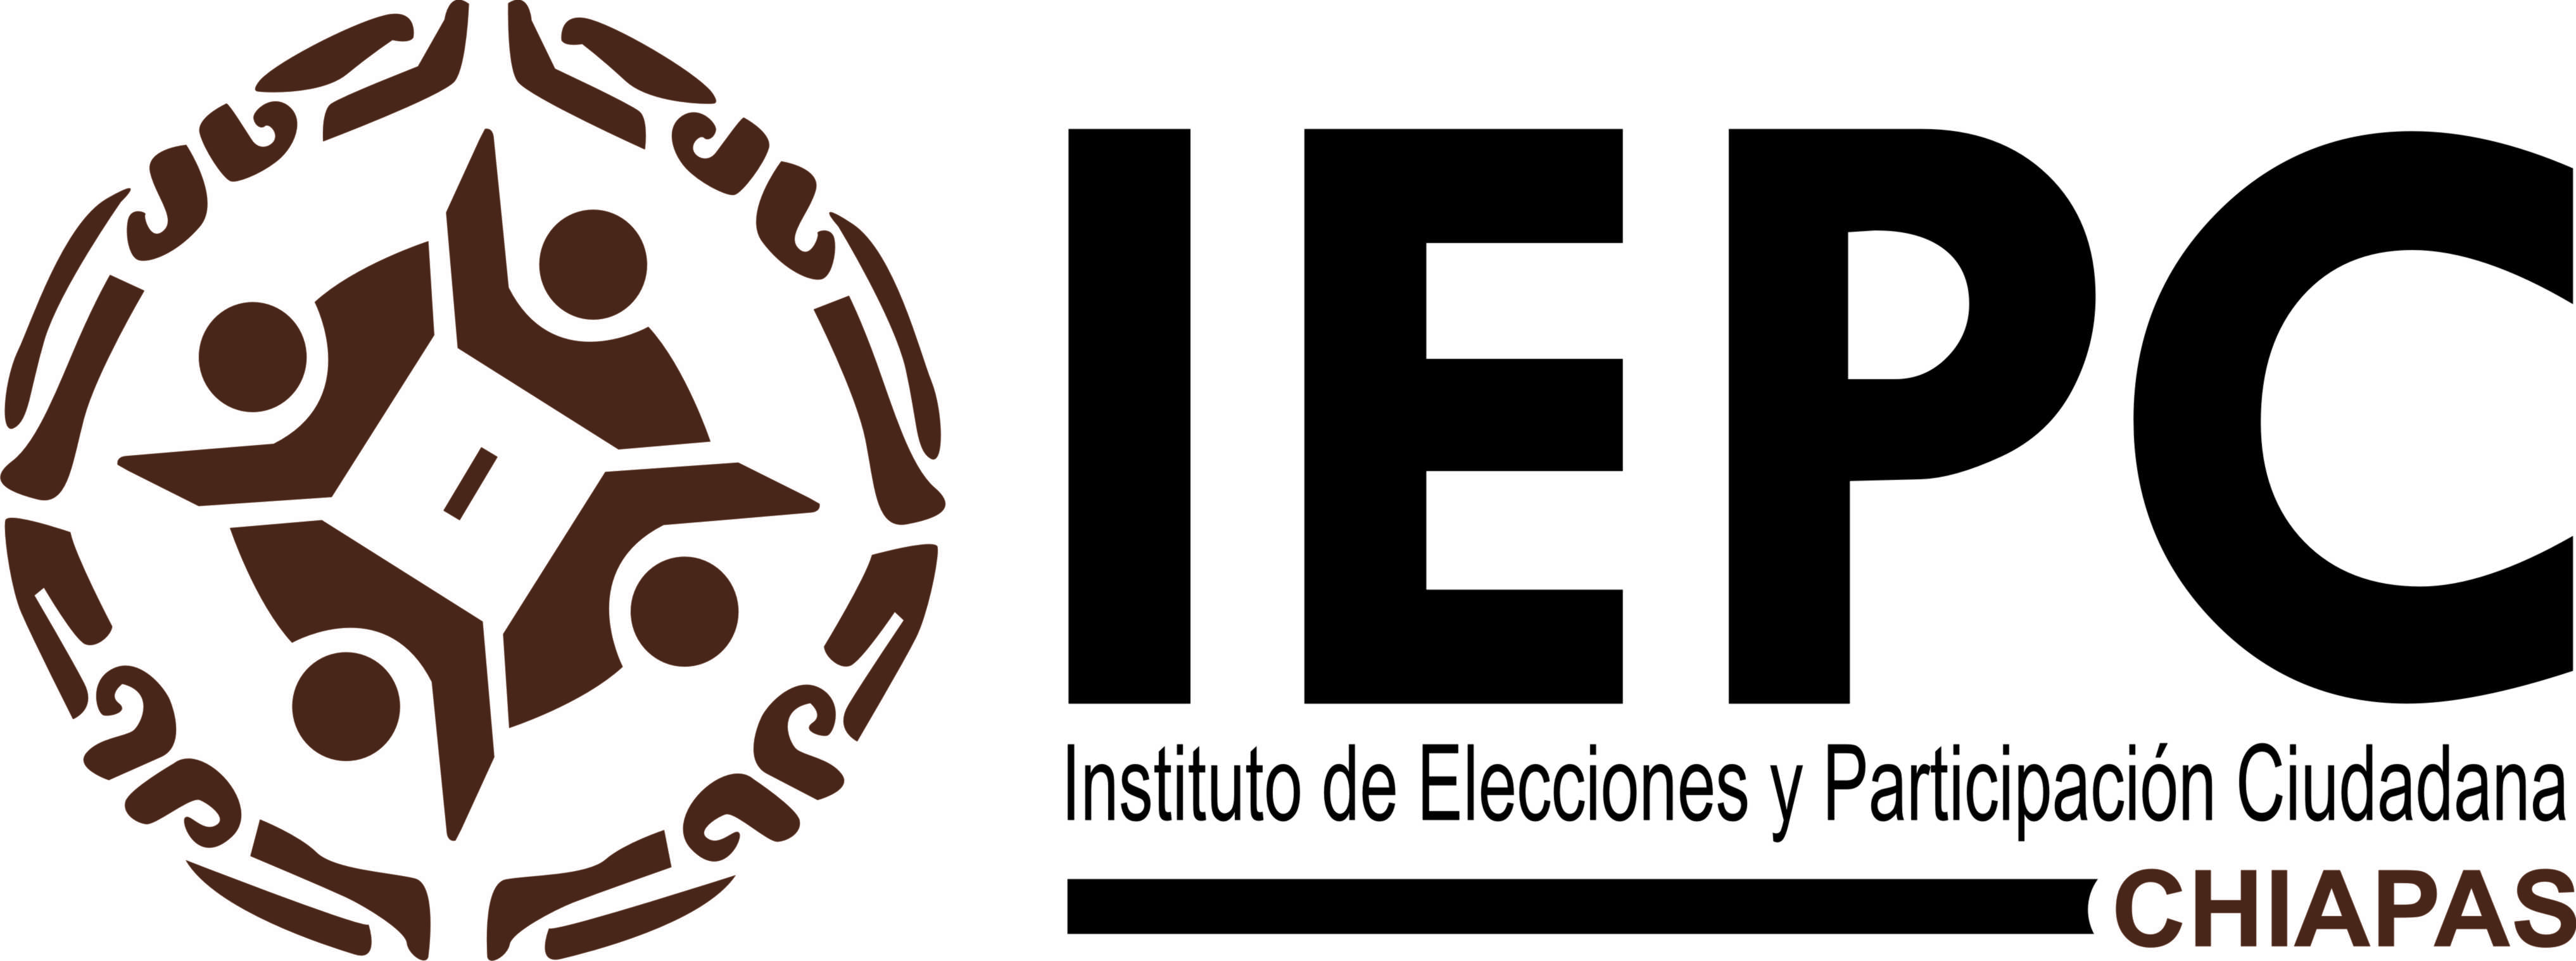 IEPC
Instituto de Elecciones y Participación Ciudadana
CHIAPAS